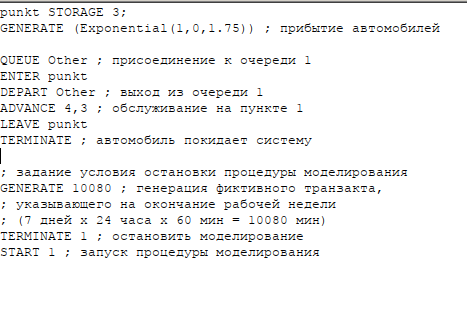 punkt STORAGE 3;
GENERATE (Exponential(1,0,1.75)) ; прибытие автомобилей
QUEUE Other ; присоединение к очереди 1
ENTER punkt
DEPART Other ; выход из очереди 1
ADVANCE 4,3 ; обслуживание на пункте 1
LEAVE punkt
TERMINATE ; автомобиль покидает систему
; задание условия остановки процедуры моделирования
GENERATE 10080 ; генерация фиктивного транзакта,
; указывающего на окончание рабочей недели
; (7 дней x 24 часа x 60 мин = 10080 мин)
TERMINATE 1 ; остановить моделирование
START 1 ; запуск процедуры моделирования